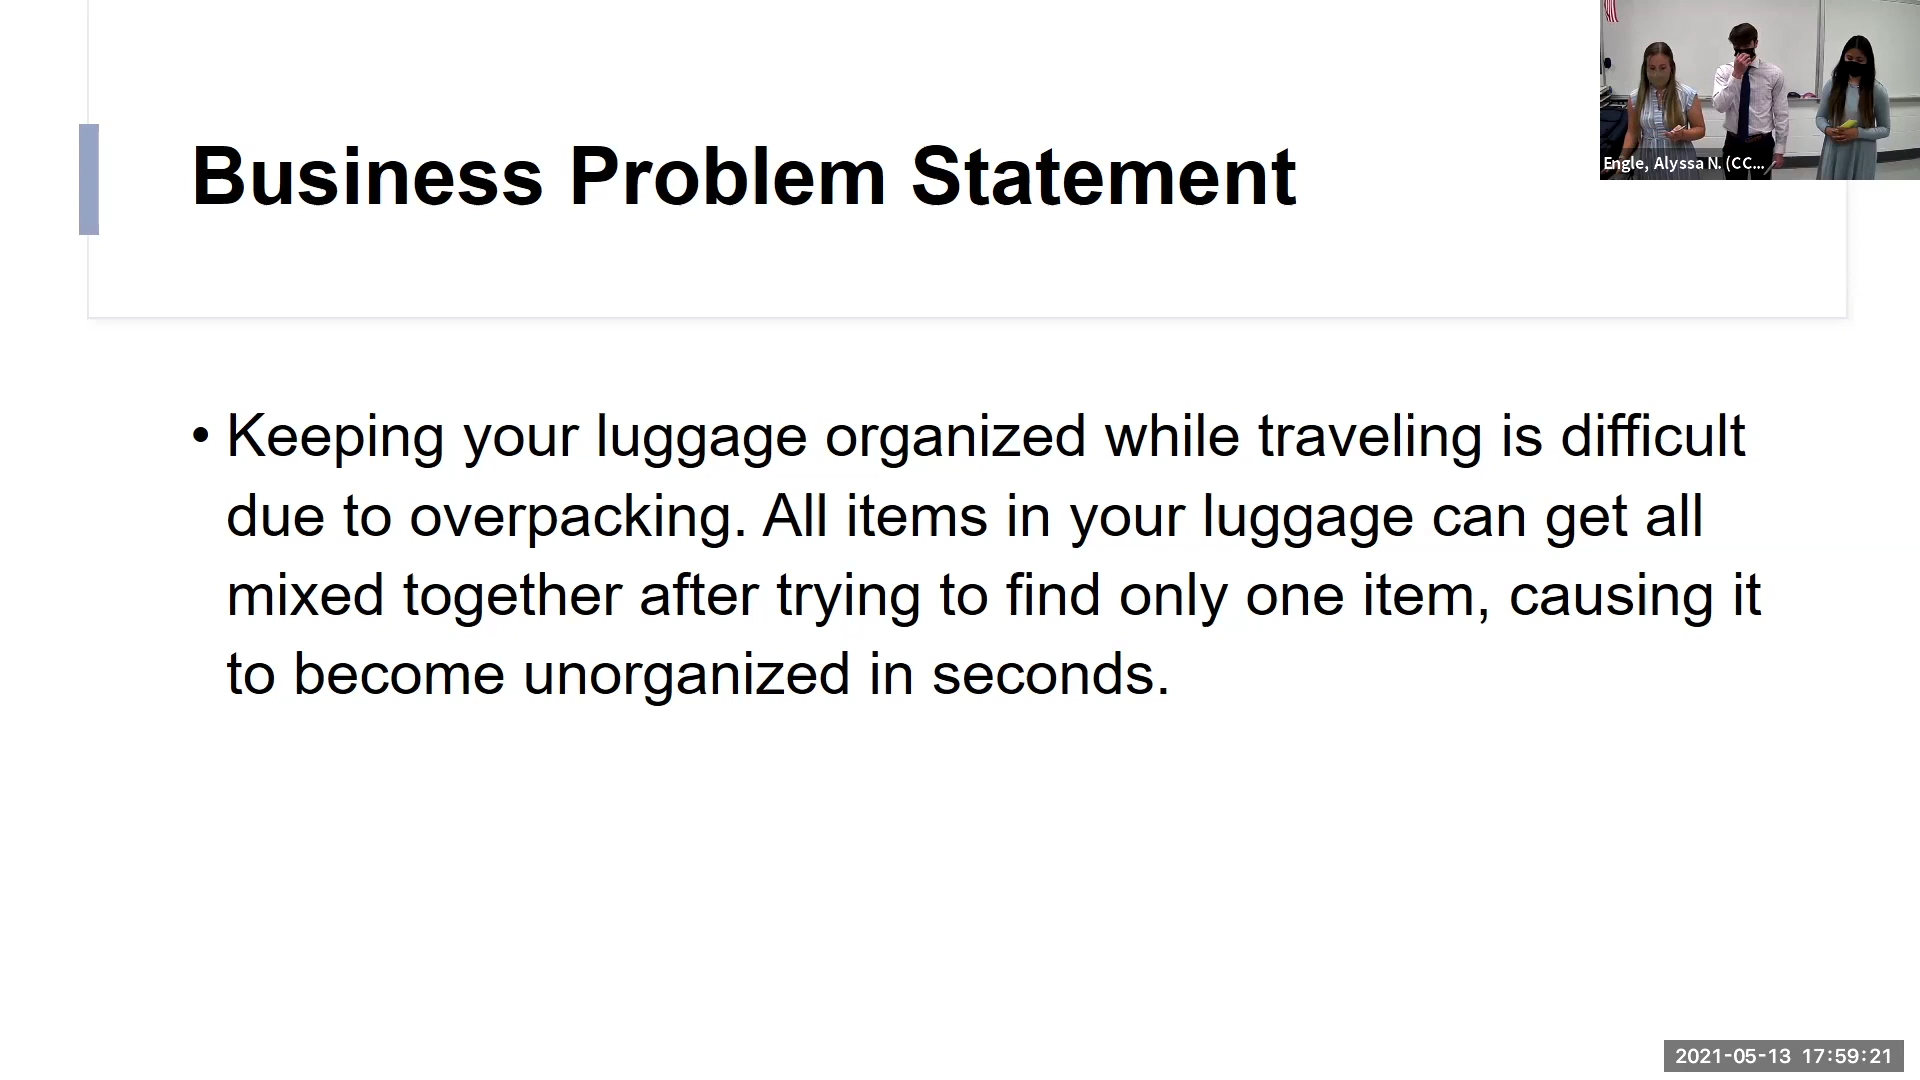 Engle, Alyssa N. (CC...
Business Problem Statement
• Keeping your luggage organized while traveling is difficult
due to overpacking. All items in your luggage can get all
mixed together after trying to find only one item, causing it
to become unorganized in seconds.
2021-05-13 17:59:21